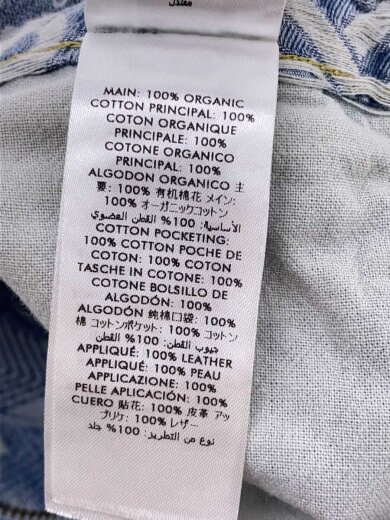 معتدل
MAIN: 100% ORGANIC
COTTON PRINCIPAL: 100%
COTON ORGANIQUE
PRINCIPALE: 100%
COTONE ORGANICO
PRINCIPAL: 100%
ALGODON ORGANICO 主
要: 100% 有机棉花 メイン:
100% オーガニックコットン
الأساسية: 100% القطن العضوي
COTTON POCKETING:
100% COTTON POCHE DE
COTON: 100% COTON
TASCHE IN COTONE: 100%
COTONE BOLSILLO DE
ALGODÓN: 100%
ALGODÓN 純棉口袋: 100%
棉 コットンポケット: 100% コットン
جيوب القطن: 100% القطن
APPLIQUÉ: 100% LEATHER
APPLIQUÉ: 100% PEAU
APPLICAZIONE: 100%
PELLE APLICACIÓN: 100%
CUERO 貼花: 100% 皮革 アッ
プリケ: 100% レザー
نوع من التطريز: 100% جلد